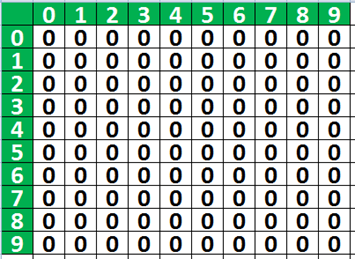 0 1 2 3 4 5 6 7 8 9
0 0 0 0 0 0 0 0 0 0 0
1 0 0 0 0 0 0 0 0 0 0
2 0 0 0 0 0 0 0 0 0 0
3 0 0 0 0 0 0 0 0 0 0
4 0 0 0 0 0 0 0 0 0 0
5 0 0 0 0 0 0 0 0 0 0
6 0 0 0 0 0 0 0 0 0 0
7 0 0 0 0 0 0 0 0 0 0
8 0 0 0 0 0 0 0 0 0 0
9 0 0 0 0 0 0 0 0 0 0